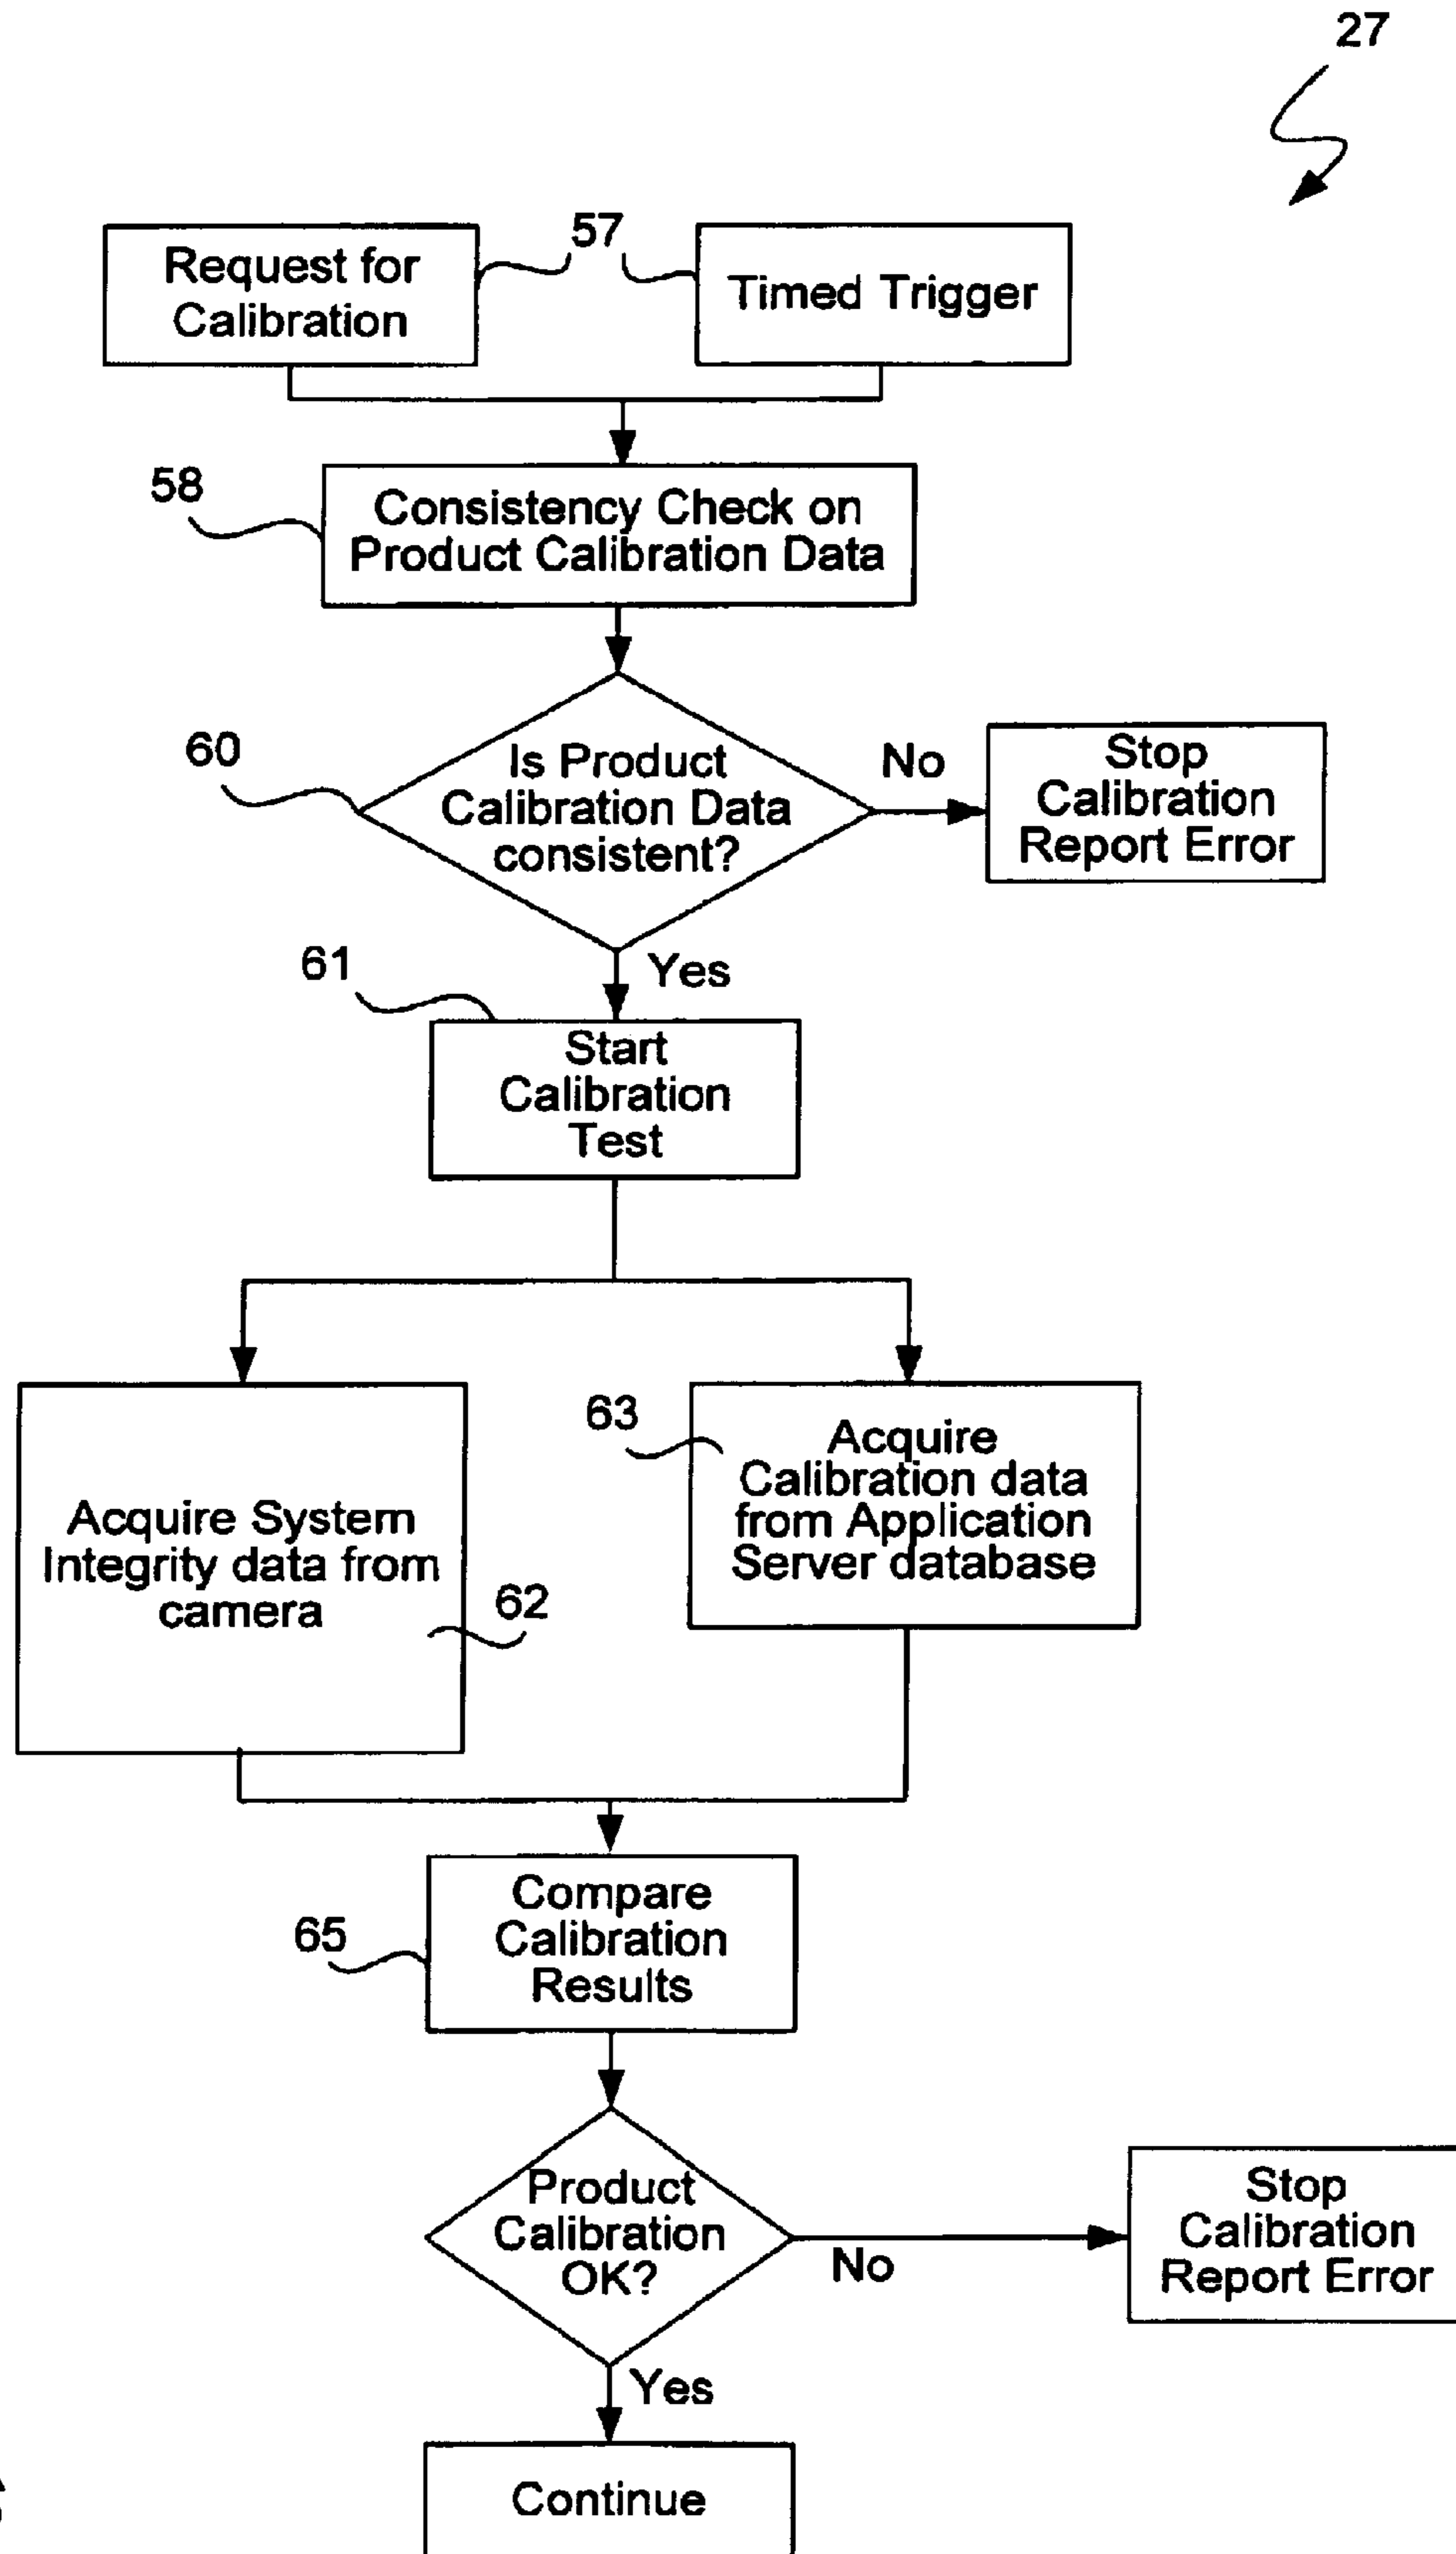 27
57
Request for
Calibration
Timed Trigger
58
Consistency Check on
Product Calibration Data
60
Is Product
Calibration Data
consistent?
No
Stop
Calibration
Report Error
61
Yes
Start
Calibration
Test
63
Acquire
Calibration data
from Application
Server database
Acquire System
Integrity data from
camera
62
65
Compare
Calibration
Results
Product
Calibration
OK?
No
Stop
Calibration
Report Error
Yes
Continue